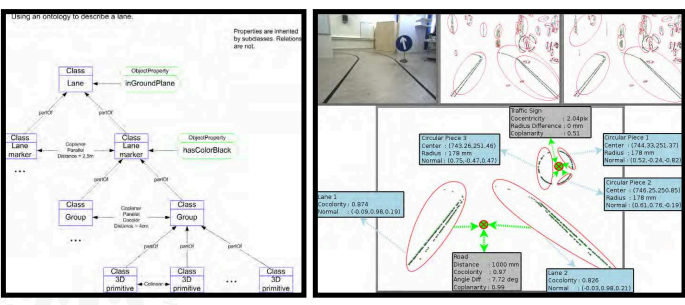 Using an ontology to describe a lane.
Properties are inherited
by subclasses. Relations
are not.
Class
Lane
ObjectProperty
inGroundPlane
partOf
partOf
Class
Lane
marker
Coplanar
Parallel
Distance = 2,5m
Class
Lane
marker
ObjectProperty
hasColorBlack
...
partOf
partOf
Class
Group
Coplanar
Parallel
Cocolor
Class
Group
...
partOf
partOf
partOf
Class
3D
primitive
Colinear
Class
3D
primitive
...
Class
3D
primitive
Traffic Sign
Cocentricity : 2.04px
Radius Difference : 0 mm
Coplanarity : 0.51
Circular Piece 3
Center : (743.26,251.46)
Radius : 178 mm
Normal : (0.75,-0.47,0.47)
Circular Piece 1
Center : (744.33,251.37)
Radius : 178 mm
Normal : (0.52,-0.24,-0.82)
Circular Piece 2
Center : (746.25,250.85)
Radius : 178 mm
Normal : (0.61,0.76,-0.19)
Lane 1
Cocolority : 0.874
Normal : (-0.09,0.98,0.19)
Road
Distance : 1000 mm
Cocolority : 0.97
Angle Diff : 7.72 deg
Coplanarity : 0.99
Lane 2
Cocolority : 0.826
Normal : (-0.03,0.98,0.21)